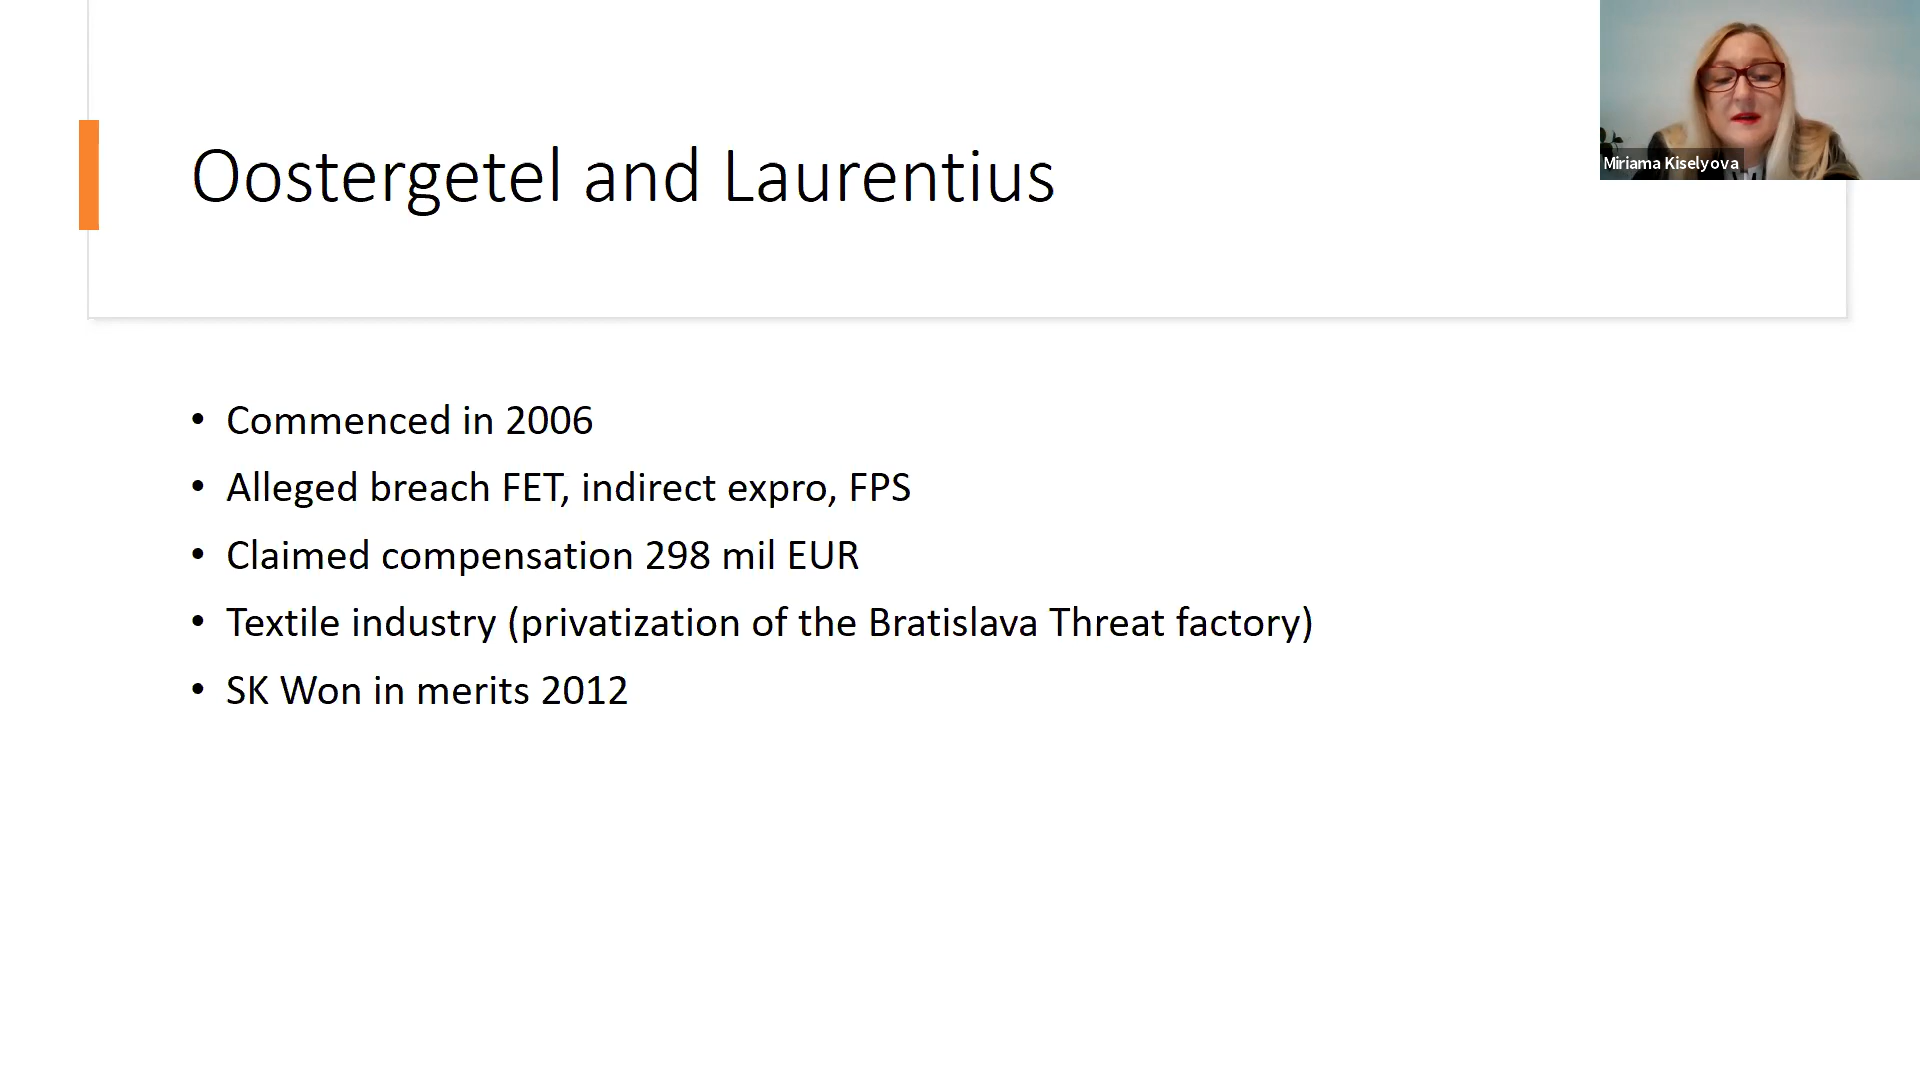 Oostergetel and Laurentius
Miriama Kiselyova
• Commenced in 2006
• Alleged breach FET, indirect expro, FPS
• Claimed compensation 298 mil EUR
• Textile industry (privatization of the Bratislava Threat factory)
• SK Won in merits 2012